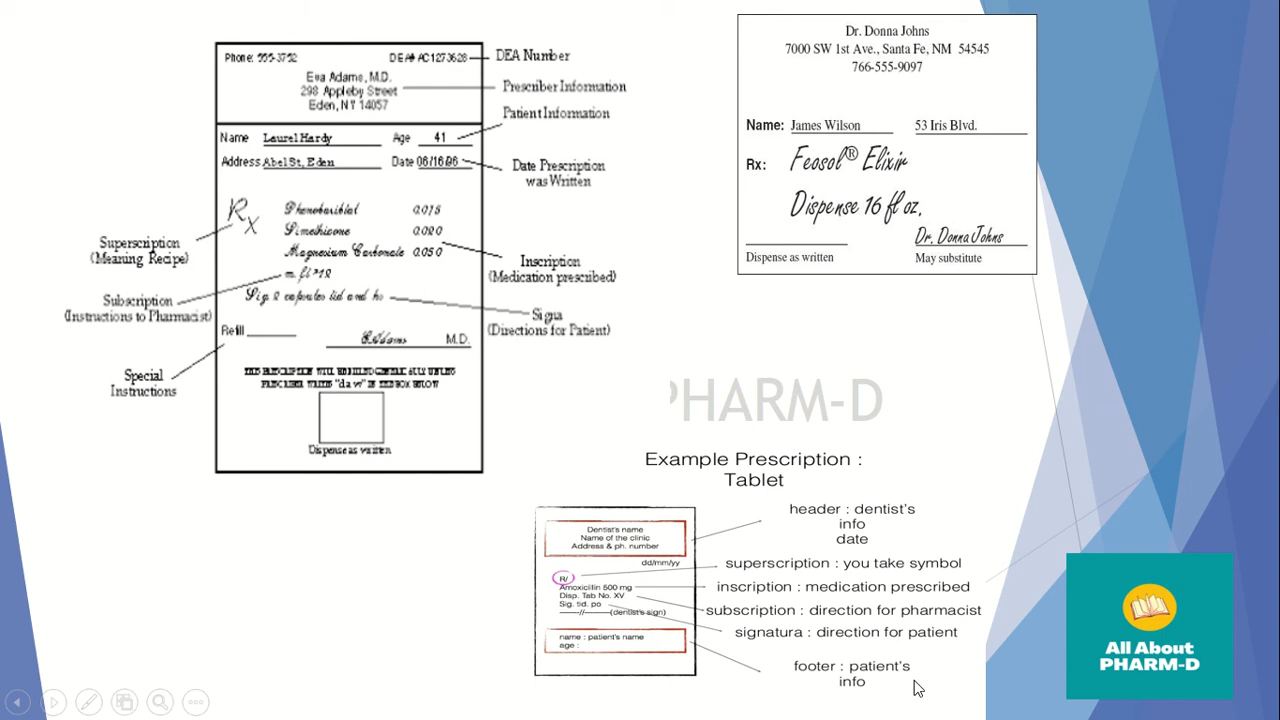 Phone: 555-3752 DEA# AC1273628
Eva Adams, M.D.
298 Appleby Street
Eden, NY 14057
Name Laurel Hardy Age 41
Address Abel St, Eden Date 06/16/96
Rx Phenobarbital 0.015
Simethicone 0.020
Magnesium Carbonate 0.050
Sig. 2 capsules tid and hs
Refill
EAdams M.D.
Dispense as written
DEA Number
Prescriber Information
Patient Information
Date Prescription
was Written
Inscription
(Medication prescribed)
Signa
(Directions for Patient)
Superscription
(Meaning Recipe)
Subscription
(Instructions to Pharmacist)
Special
Instructions
Dr. Donna Johns
7000 SW 1st Ave., Santa Fe, NM 54545
766-555-9097
Name: James Wilson 53 Iris Blvd.
Rx: Feosol® Elixir
Dispense 16 fl oz.
Dr. Donna Johns
Dispense as written May substitute
PHARM-D
Example Prescription :
Tablet
Dentist's name
Name of the clinic
Address & ph. number
dd/mm/yy
R/
Amoxicillin 500 mg
Disp. Tab No. XV
Sig. tid. po
——//———(dentist's sign)
name : patient's name
age :
header : dentist's
info
date
superscription : you take symbol
inscription : medication prescribed
subscription : direction for pharmacist
signatura : direction for patient
footer : patient's
info
All About
PHARM-D